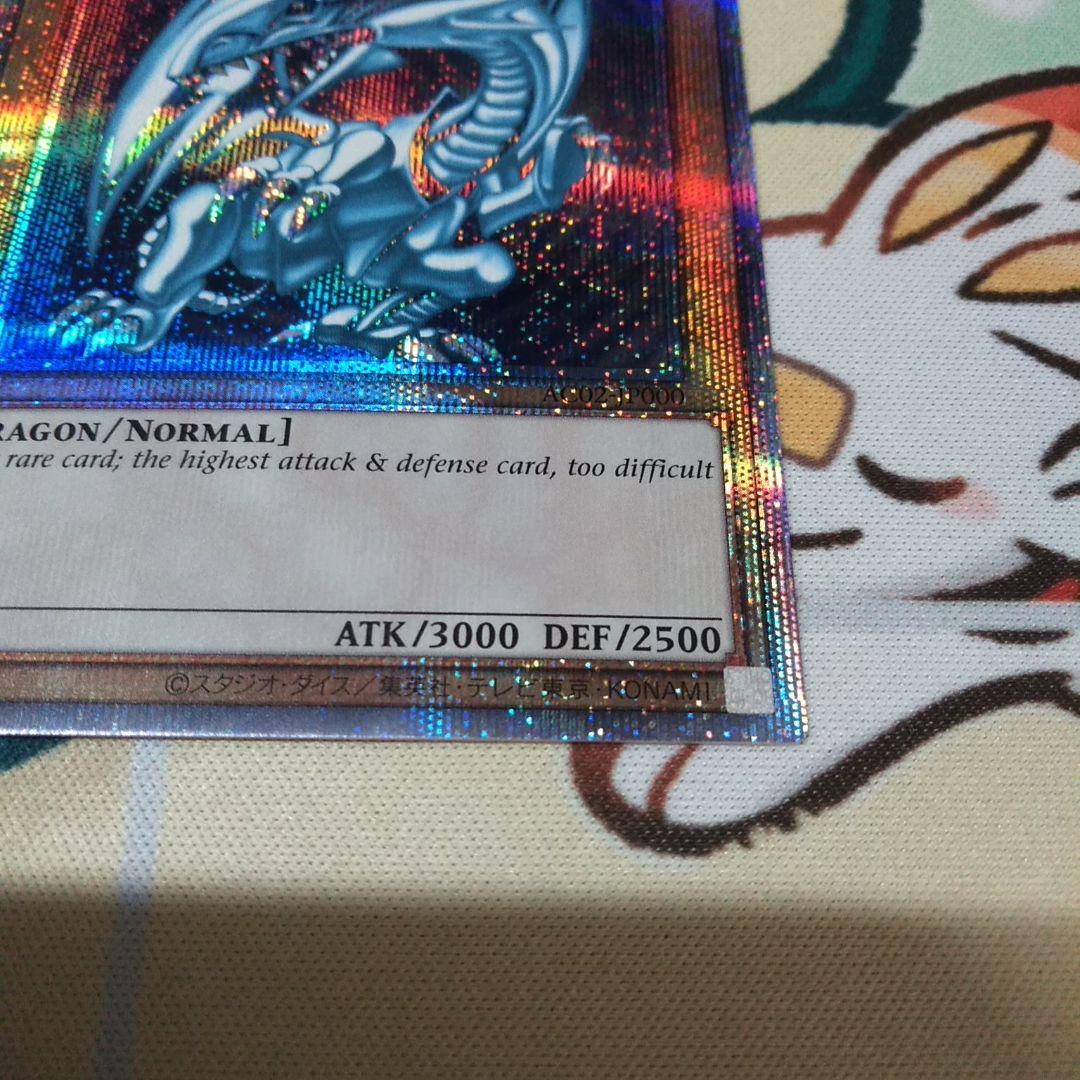 AC02-JP000
RAGON/NORMAL]
rare card; the highest attack & defense card, too difficult
ATK/3000 DEF/2500
©スタジオ・ダイス／集英社・テレビ東京・KONAMI